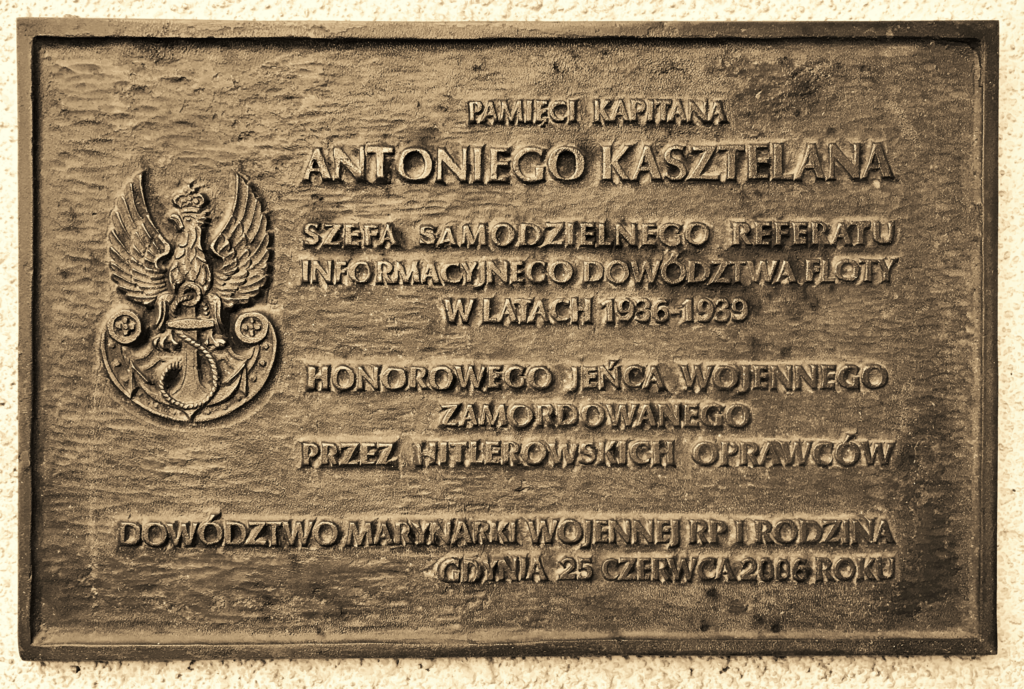 PAMIĘCI KAPITANA
ANTONIEGO KASZTELANA
SZEFA SAMODZIELNEGO REFERATU
INFORMACYJNEGO DOWÓDZTWA FLOTY
W LATACH 1936-1939
HONOROWEGO JEŃCA WOJENNEGO
ZAMORDOWANEGO
PRZEZ HITLEROWSKICH OPRAWCÓW
DOWÓDZTWO MARYNARKI WOJENNEJ RP I RODZINA
GDYNIA 25 CZERWCA 2006 ROKU